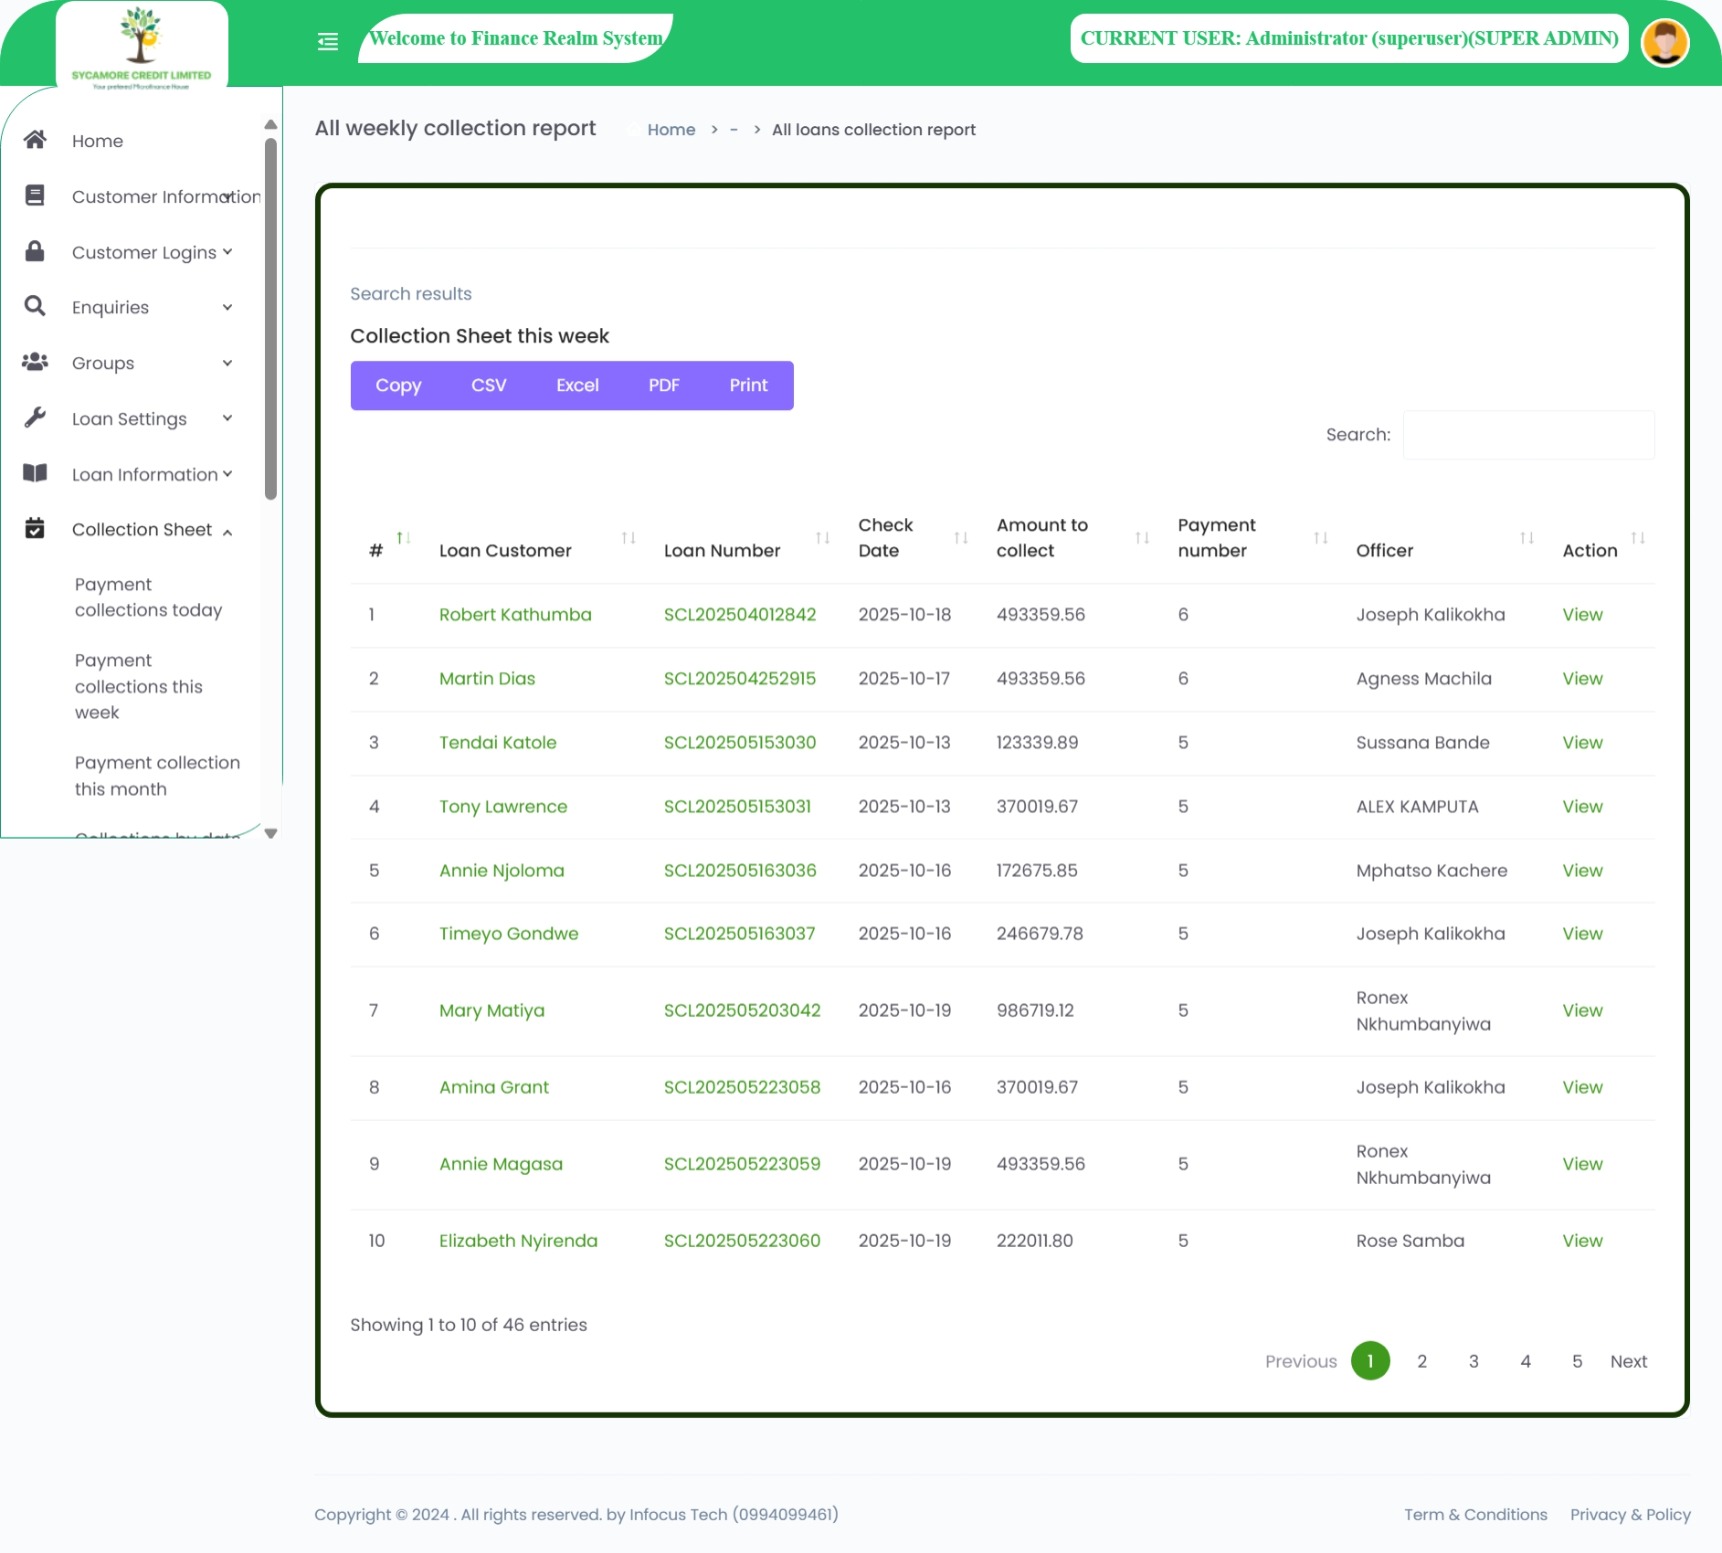 SYCAMORE CREDIT LIMITED
Your prefered Microfinance House
Welcome to Finance Realm System
CURRENT USER: Administrator (superuser)(SUPER ADMIN)
Home
Customer Information
Customer Logins
Enquiries
Groups
Loan Settings
Loan Information
Collection Sheet
Payment
collections today
Payment
collections this
week
Payment collection
this month
Collections by date
All weekly collection report
Home > - > All loans collection report
Search results
Collection Sheet this week
Copy CSV Excel PDF Print
Search:
# Loan Customer Loan Number Check Date Amount to collect Payment number Officer Action
1 Robert Kathumba SCL202504012842 2025-10-18 493359.56 6 Joseph Kalikokha View
2 Martin Dias SCL202504252915 2025-10-17 493359.56 6 Agness Machila View
3 Tendai Katole SCL202505153030 2025-10-13 123339.89 5 Sussana Bande View
4 Tony Lawrence SCL202505153031 2025-10-13 370019.67 5 ALEX KAMPUTA View
5 Annie Njoloma SCL202505163036 2025-10-16 172675.85 5 Mphatso Kachere View
6 Timeyo Gondwe SCL202505163037 2025-10-16 246679.78 5 Joseph Kalikokha View
7 Mary Matiya SCL202505203042 2025-10-19 986719.12 5 Ronex Nkhumbanyiwa View
8 Amina Grant SCL202505223058 2025-10-16 370019.67 5 Joseph Kalikokha View
9 Annie Magasa SCL202505223059 2025-10-19 493359.56 5 Ronex Nkhumbanyiwa View
10 Elizabeth Nyirenda SCL202505223060 2025-10-19 222011.80 5 Rose Samba View
Showing 1 to 10 of 46 entries
Previous 1 2 3 4 5 Next
Copyright © 2024 . All rights reserved. by Infocus Tech (0994099461)
Term & Conditions Privacy & Policy